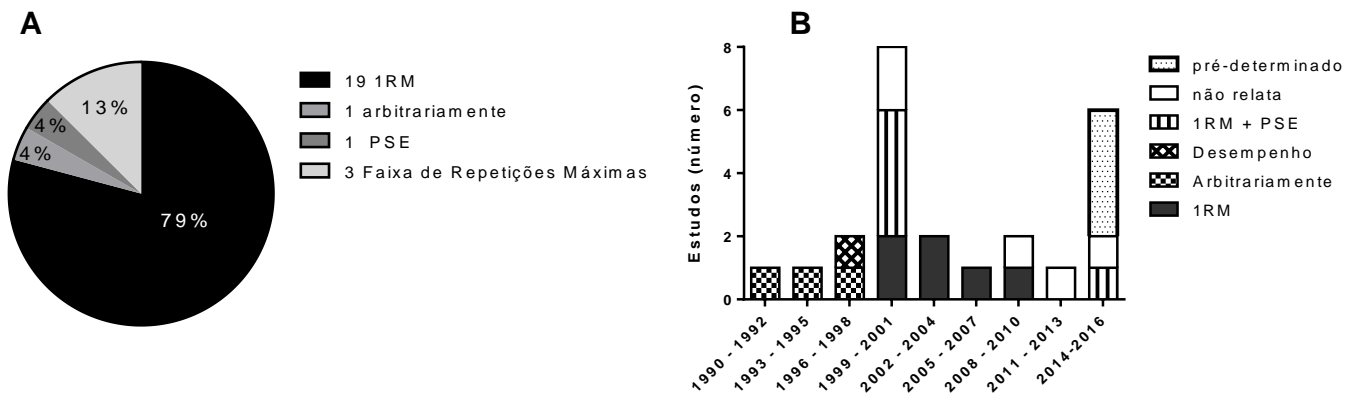 A
79%
4%
4%
13%
19 1RM
1 arbitrariamente
1 PSE
3 Faixa de Repetições Máximas
B
Estudos (número)
8
6
4
2
0
1990 - 1992
1993 - 1995
1996 - 1998
1999 - 2001
2002 - 2004
2005 - 2007
2008 - 2010
2011 - 2013
2014-2016
pré-determinado
não relata
1RM + PSE
Desempenho
Arbitrariamente
1RM